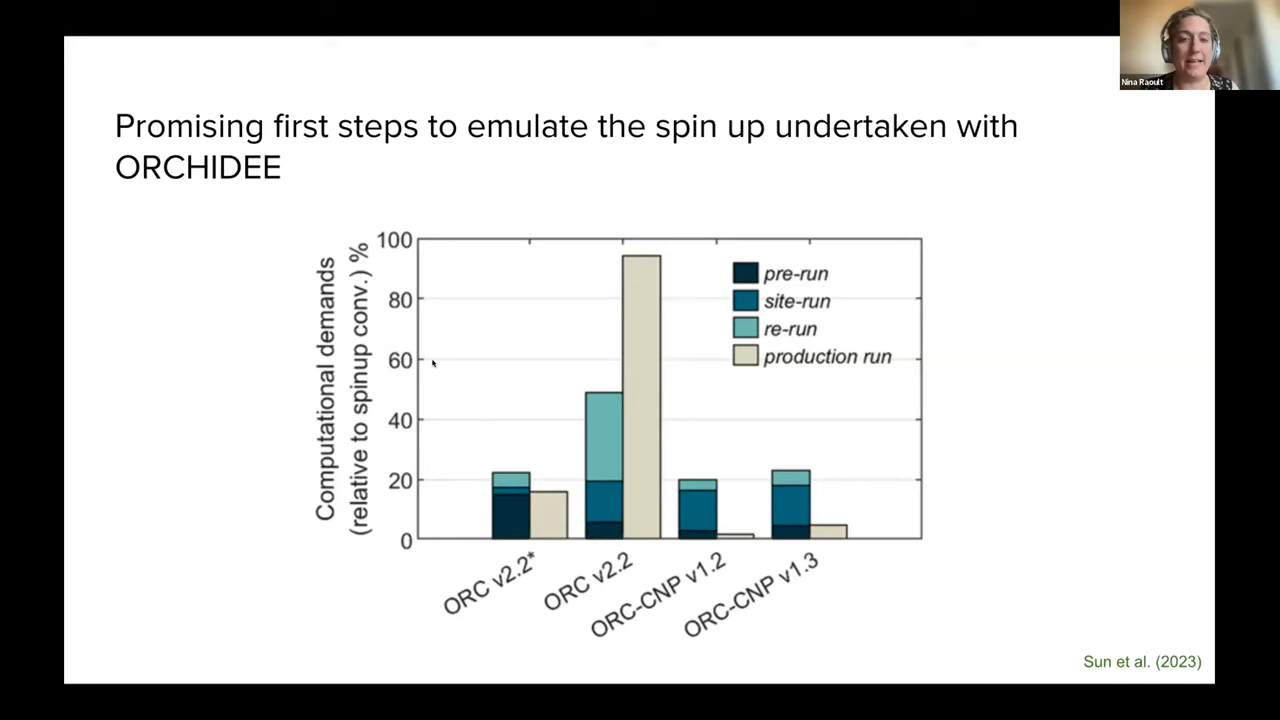 Nina Raoult
Promising first steps to emulate the spin up undertaken with
ORCHIDEE
Computational demands
(relative to spinup conv.) %
100
80
60
40
20
0
pre-run
site-run
re-run
production run
ORC v2.2*
ORC v2.2
ORC-CNP v1.2
ORC-CNP v1.3
Sun et al. (2023)